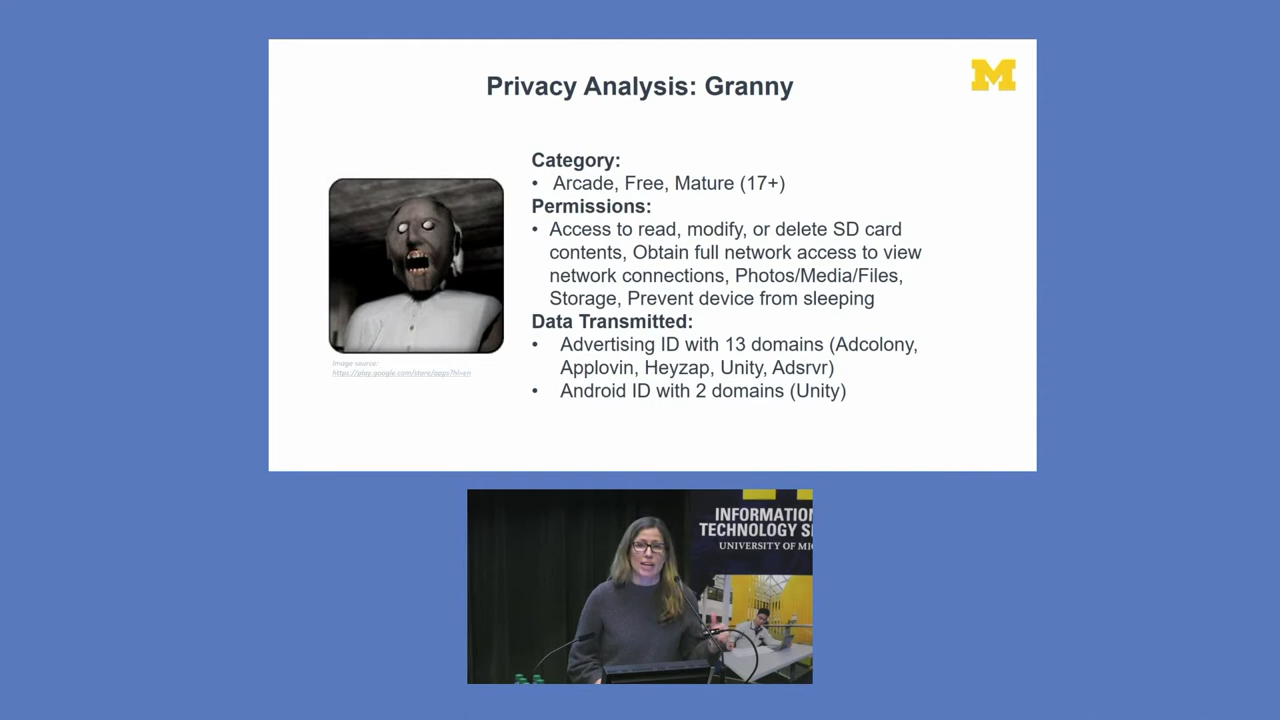 Privacy Analysis: Granny
M
Category:
• Arcade, Free, Mature (17+)
Permissions:
• Access to read, modify, or delete SD card
contents, Obtain full network access to view
network connections, Photos/Media/Files,
Storage, Prevent device from sleeping
Data Transmitted:
• Advertising ID with 13 domains (Adcolony,
Applovin, Heyzap, Unity, Adsrvr)
• Android ID with 2 domains (Unity)
Image source:
https://play.google.com/store/apps?hl=en
INFORMATION
TECHNOLOGY S
UNIVERSITY OF MIC